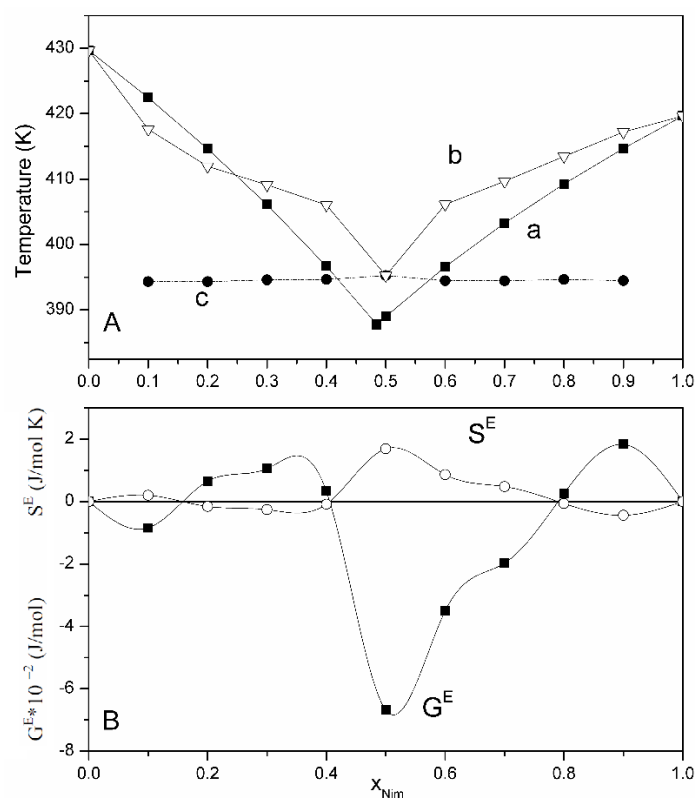 430
420
410
400
390
Temperature (K)
b
a
c
A
0.0 0.1 0.2 0.3 0.4 0.5 0.6 0.7 0.8 0.9 1.0
2
0
-2
-4
-6
-8
S^E (J/mol K)
G^E*10^-2 (J/mol)
S^E
G^E
B
0.0 0.2 0.4 0.6 0.8 1.0
x_Nim